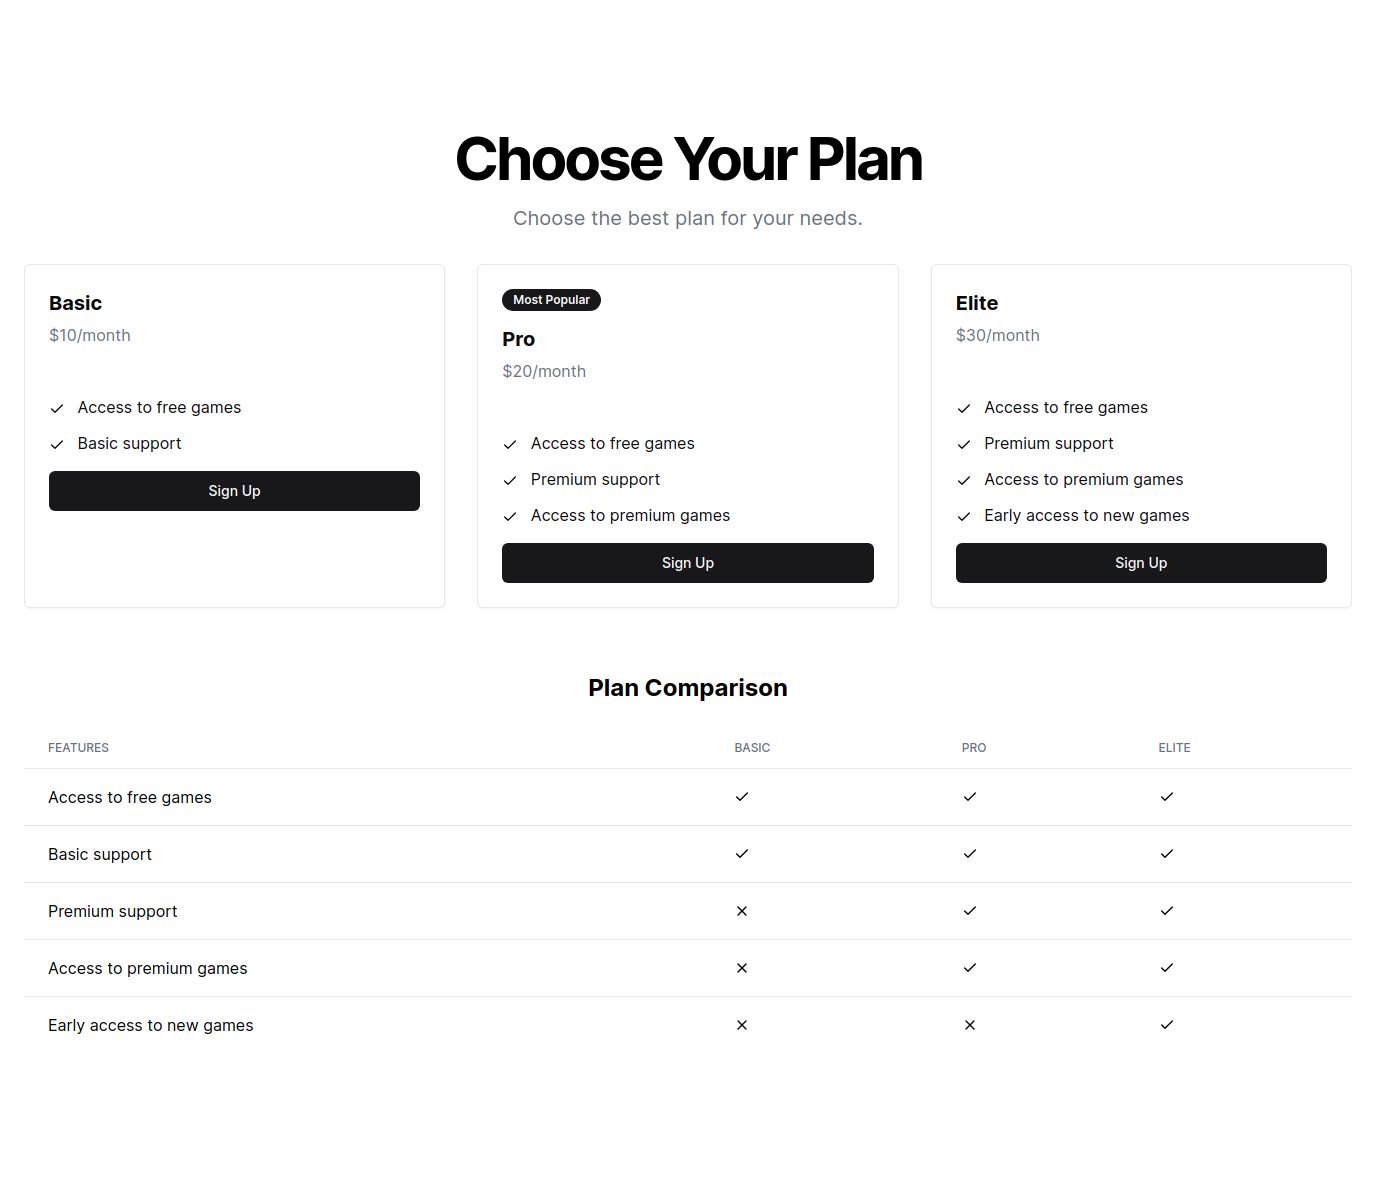 Choose Your Plan
Choose the best plan for your needs.
Basic
$10/month
Access to free games
Basic support
Sign Up
Most Popular
Pro
$20/month
Access to free games
Premium support
Access to premium games
Sign Up
Elite
$30/month
Access to free games
Premium support
Access to premium games
Early access to new games
Sign Up
Plan Comparison
FEATURES BASIC PRO ELITE
Access to free games
Basic support
Premium support
Access to premium games
Early access to new games